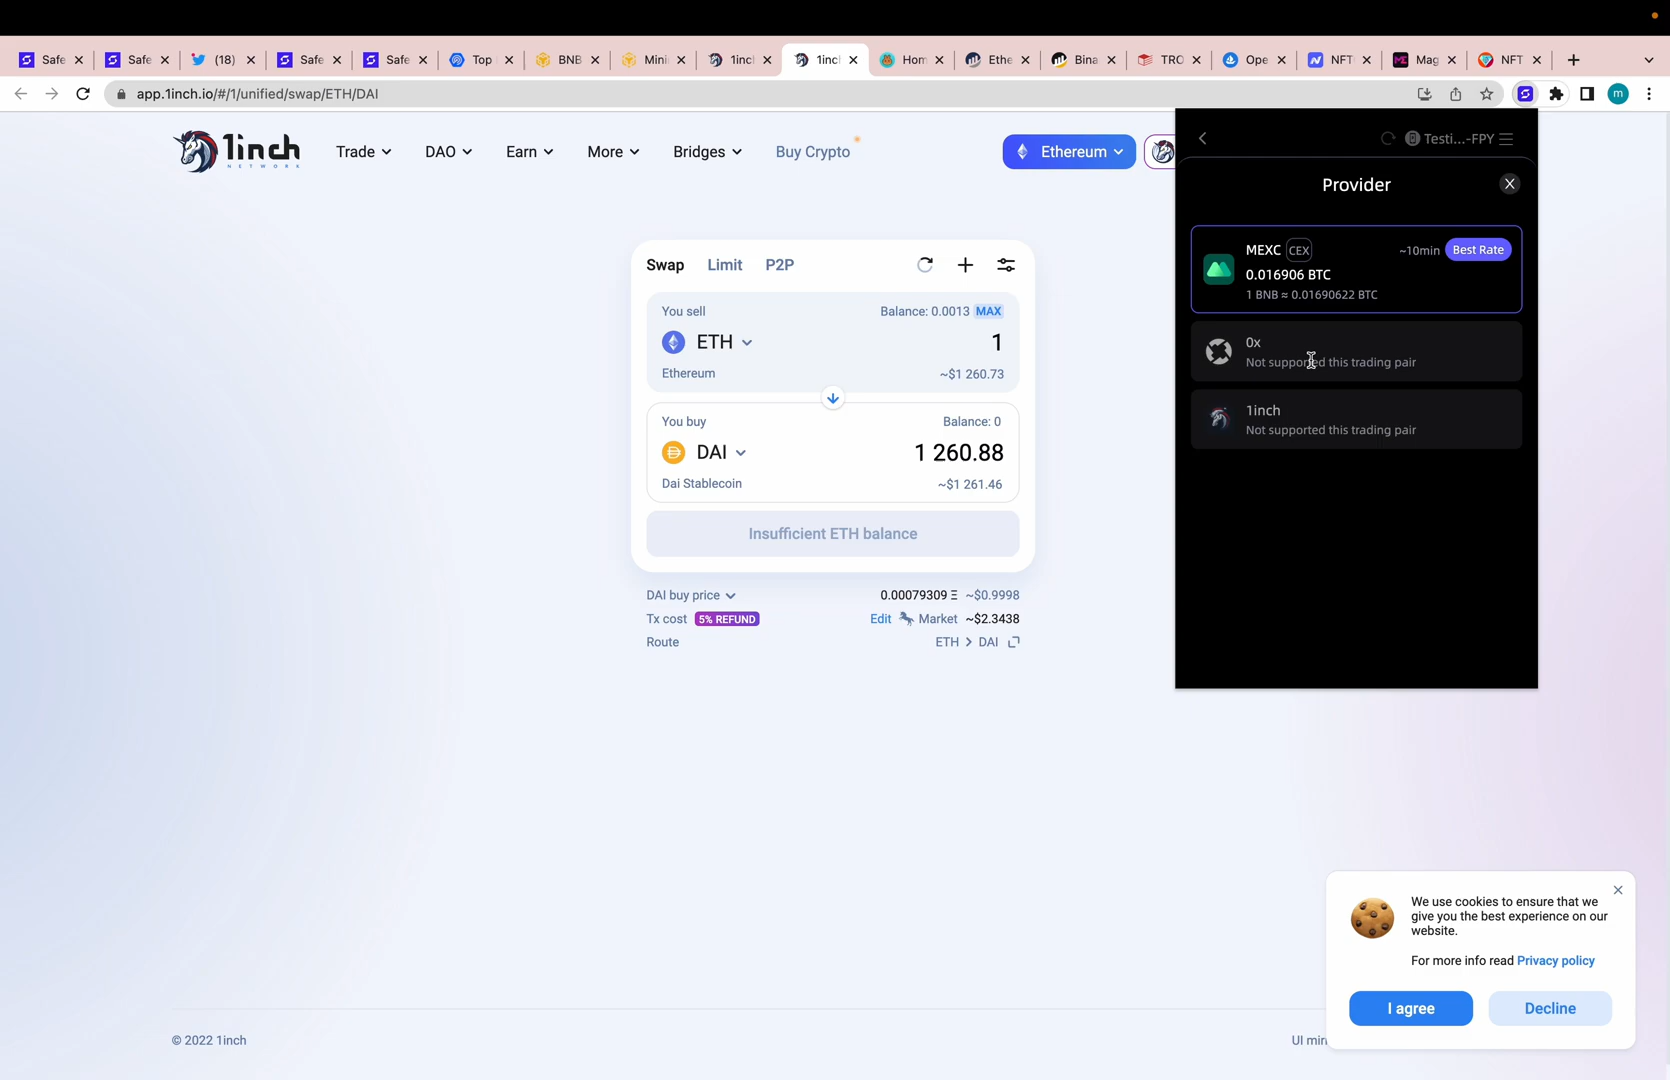 Safe
Safe
(18)
Safe
Safe
Top
BNB
Mini
1inc
1incl
Hom
Ethe
Bina
TRO
Ope
NFT
Mag
NFT
app.1inch.io/#/1/unified/swap/ETH/DAI
m
1inch
NETWORK
Trade
DAO
Earn
More
Bridges
Buy Crypto
Ethereum
Testi...-FPY
Provider
MEXC CEX ~10min Best Rate
0.016906 BTC
1 BNB ≈ 0.01690622 BTC
0x
Not supported this trading pair
1inch
Not supported this trading pair
Swap Limit P2P
You sell Balance: 0.0013 MAX
ETH 1
Ethereum ~$1 260.73
You buy Balance: 0
DAI 1 260.88
Dai Stablecoin ~$1 261.46
Insufficient ETH balance
DAI buy price 0.00079309 Ξ ~$0.9998
Tx cost 5% REFUND Edit Market ~$2.3438
Route ETH > DAI
We use cookies to ensure that we
give you the best experience on our
website.
For more info read Privacy policy
I agree Decline
© 2022 1inch
UI min